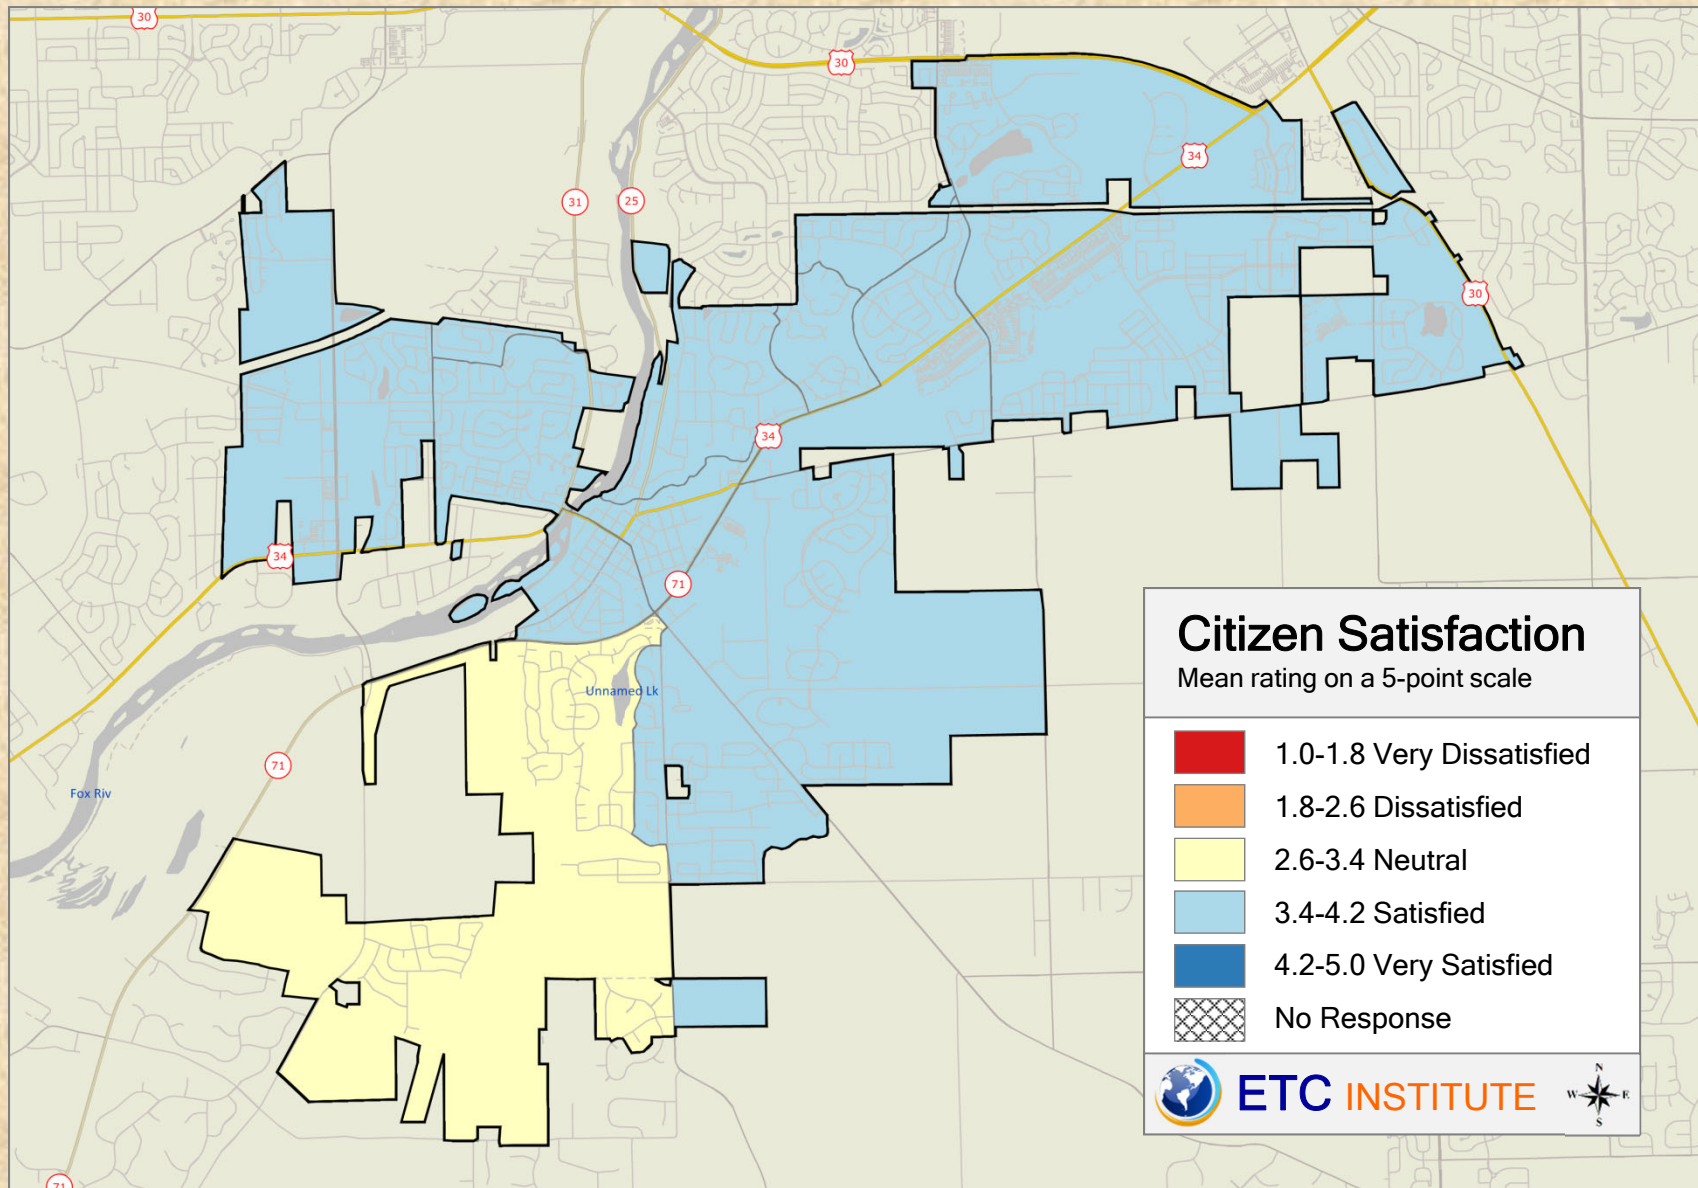 30
30
34
31
25
30
34
34
71
Unnamed Lk
71
Fox Riv
71
Citizen Satisfaction
Mean rating on a 5-point scale
1.0-1.8 Very Dissatisfied
1.8-2.6 Dissatisfied
2.6-3.4 Neutral
3.4-4.2 Satisfied
4.2-5.0 Very Satisfied
No Response
ETC INSTITUTE
N
W E
S